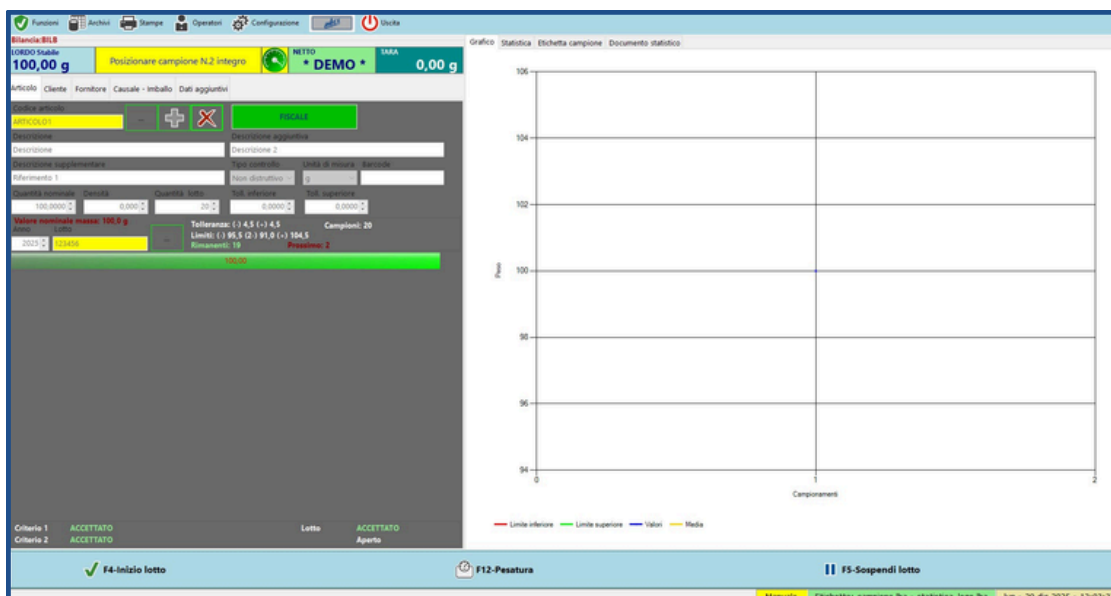 Funzioni Archivi Stampe Operatori Configurazione Uscita
Bilancia:BILB
LORDO Stabile
100,00 g
Posizionare campione N.2 integro
NETTO
* DEMO *
TARA
0,00 g
Articolo Cliente Fornitore Causale - Imballo Dati aggiuntivi
Codice articolo
ARTICOLO1
...
FISCALE
Descrizione Descrizione aggiuntiva
Descrizione Descrizione 2
Descrizione supplementare Tipo controllo Unità di misura Barcode
Riferimento 1 Non distruttivo g
Quantità nominale Densità Quantità lotto Toll. inferiore Toll. superiore
100,0000 0,000 20 0,0000 0,0000
Valore nominale massa: 100,0 g
Anno Lotto
2025 123456
...
Tolleranza: (-) 4,5 (+) 4,5 Campioni: 20
Limiti: (-) 95,5 (2-) 91,0 (+) 104,5
Rimanenti: 19 Prossimo: 2
100,00
Criterio 1 ACCETTATO Lotto ACCETTATO
Criterio 2 ACCETTATO Aperto
Grafico Statistica Etichetta campione Documento statistico
106
104
102
100
98
96
94
Peso
0 1 2
Campionamenti
Limite inferiore Limite superiore Valori Media
F4-Inizio lotto F12-Pesatura F5-Sospendi lotto